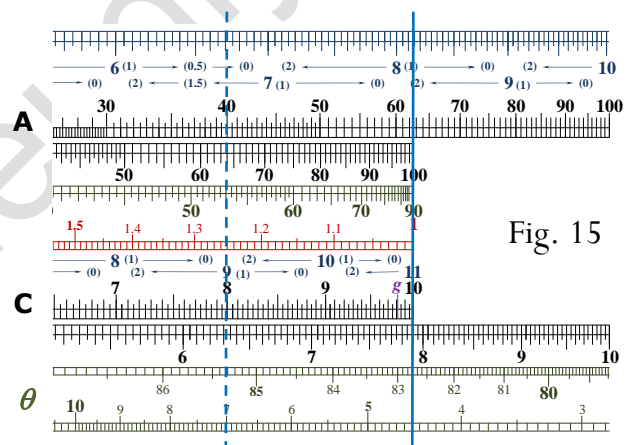 6 (1) (0.5) (0) (2) 8 (1) (0) (2) 10
(0) (2) (1.5) 7 (1) (0) (2) 9 (1) (0)
30 40 50 60 70 80 90 100
A
50 60 70 80 90 100
50 60 70 90
1.5 1.4 1.3 1.2 1.1 1
Fig. 15
8 (1) (0) (2) 10 (1) (0)
(0) (2) 9 (1) (0) (2) 11
7 8 9 g 10
C
6 7 8 9 10
86 85 84 83 82 81 80
θ
10 9 8 7 6 5 4 3